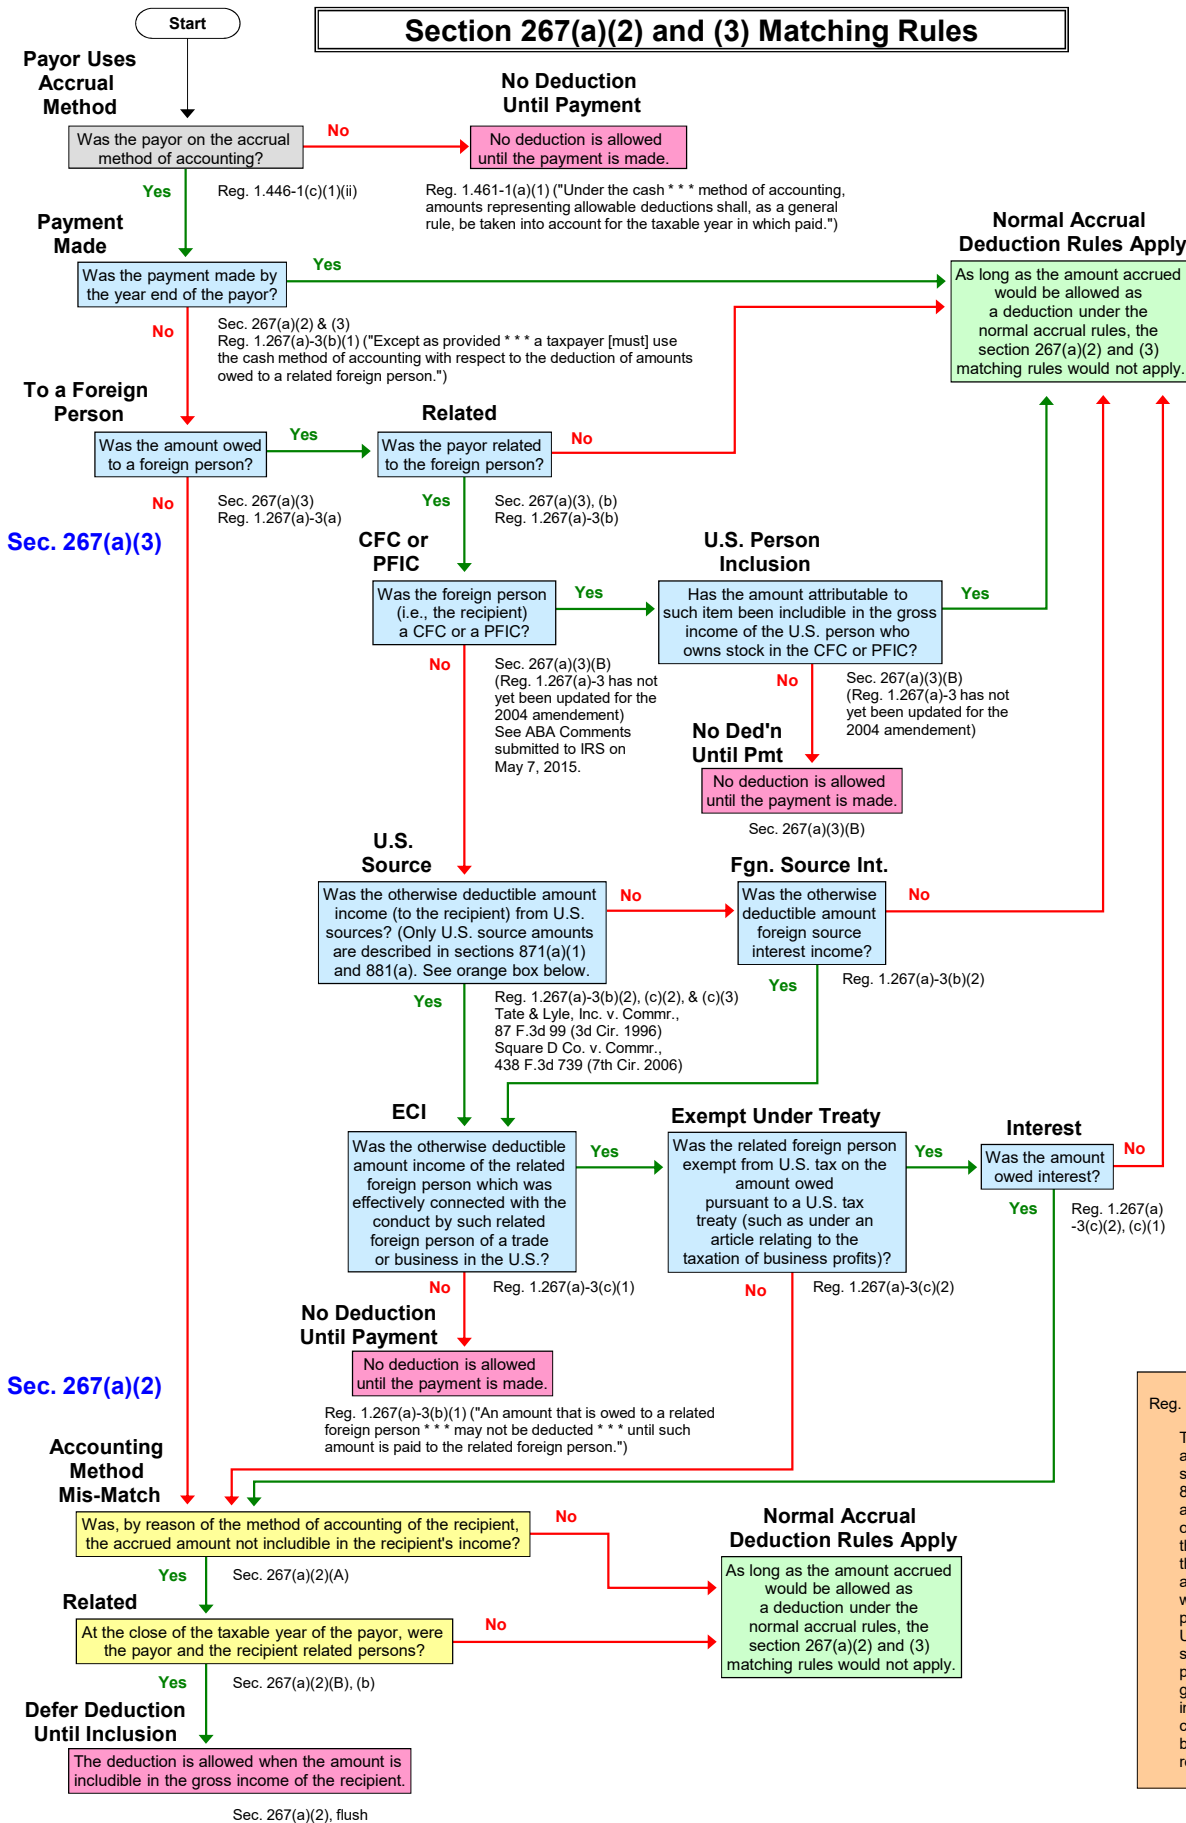 Start
Section 267(a)(2) and (3) Matching Rules
Payor Uses
Accrual
Method
No Deduction
Until Payment
Was the payor on the accrual
method of accounting?
No
No deduction is allowed
until the payment is made.
Yes
Reg. 1.446-1(c)(1)(ii)
Reg. 1.461-1(a)(1) ("Under the cash * * * method of accounting,
amounts representing allowable deductions shall, as a general
rule, be taken into account for the taxable year in which paid.")
Payment
Made
Normal Accrual
Deduction Rules Apply
Was the payment made by
the year end of the payor?
Yes
As long as the amount accrued
would be allowed as
a deduction under the
normal accrual rules, the
section 267(a)(2) and (3)
matching rules would not apply.
No
Sec. 267(a)(2) & (3)
Reg. 1.267(a)-3(b)(1) ("Except as provided * * * a taxpayer [must] use
the cash method of accounting with respect to the deduction of amounts
owed to a related foreign person.")
To a Foreign
Person
Related
Was the amount owed
to a foreign person?
Yes
Was the payor related
to the foreign person?
No
No
Sec. 267(a)(3)
Reg. 1.267(a)-3(a)
Yes
Sec. 267(a)(3), (b)
Reg. 1.267(a)-3(b)
Sec. 267(a)(3)
CFC or
PFIC
U.S. Person
Inclusion
Was the foreign person
(i.e., the recipient)
a CFC or a PFIC?
Yes
Has the amount attributable to
such item been includible in the gross
income of the U.S. person who
owns stock in the CFC or PFIC?
Yes
No
Sec. 267(a)(3)(B)
(Reg. 1.267(a)-3 has not
yet been updated for the
2004 amendement)
See ABA Comments
submitted to IRS on
May 7, 2015.
No
Sec. 267(a)(3)(B)
(Reg. 1.267(a)-3 has not
yet been updated for the
2004 amendement)
No Ded'n
Until Pmt
No deduction is allowed
until the payment is made.
Sec. 267(a)(3)(B)
U.S.
Source
Fgn. Source Int.
Was the otherwise deductible amount
income (to the recipient) from U.S.
sources? (Only U.S. source amounts
are described in sections 871(a)(1)
and 881(a). See orange box below.
No
Was the otherwise
deductible amount
foreign source
interest income?
No
Yes
Reg. 1.267(a)-3(b)(2), (c)(2), & (c)(3)
Tate & Lyle, Inc. v. Commr.,
87 F.3d 99 (3d Cir. 1996)
Square D Co. v. Commr.,
438 F.3d 739 (7th Cir. 2006)
Yes
Reg. 1.267(a)-3(b)(2)
ECI
Exempt Under Treaty
Interest
Was the otherwise deductible
amount income of the related
foreign person which was
effectively connected with the
conduct by such related
foreign person of a trade
or business in the U.S.?
Yes
Was the related foreign person
exempt from U.S. tax on the
amount owed
pursuant to a U.S. tax
treaty (such as under an
article relating to the
taxation of business profits)?
Yes
Was the amount
owed interest?
No
Yes
Reg. 1.267(a)
-3(c)(2), (c)(1)
No
Reg. 1.267(a)-3(c)(1)
No
Reg. 1.267(a)-3(c)(2)
No Deduction
Until Payment
No deduction is allowed
until the payment is made.
Sec. 267(a)(2)
Reg. 1.267(a)-3(b)(1) ("An amount that is owed to a related
foreign person * * * may not be deducted * * * until such
amount is paid to the related foreign person.")
Reg.
Accounting
Method
Mis-Match
Was, by reason of the method of accounting of the recipient,
the accrued amount not includible in the recipient's income?
No
Normal Accrual
Deduction Rules Apply
Yes
Sec. 267(a)(2)(A)
As long as the amount accrued
would be allowed as
a deduction under the
normal accrual rules, the
section 267(a)(2) and (3)
matching rules would not apply.
Related
At the close of the taxable year of the payor, were
the payor and the recipient related persons?
No
Yes
Sec. 267(a)(2)(B), (b)
Defer Deduction
Until Inclusion
The deduction is allowed when the amount is
includible in the gross income of the recipient.
Sec. 267(a)(2), flush